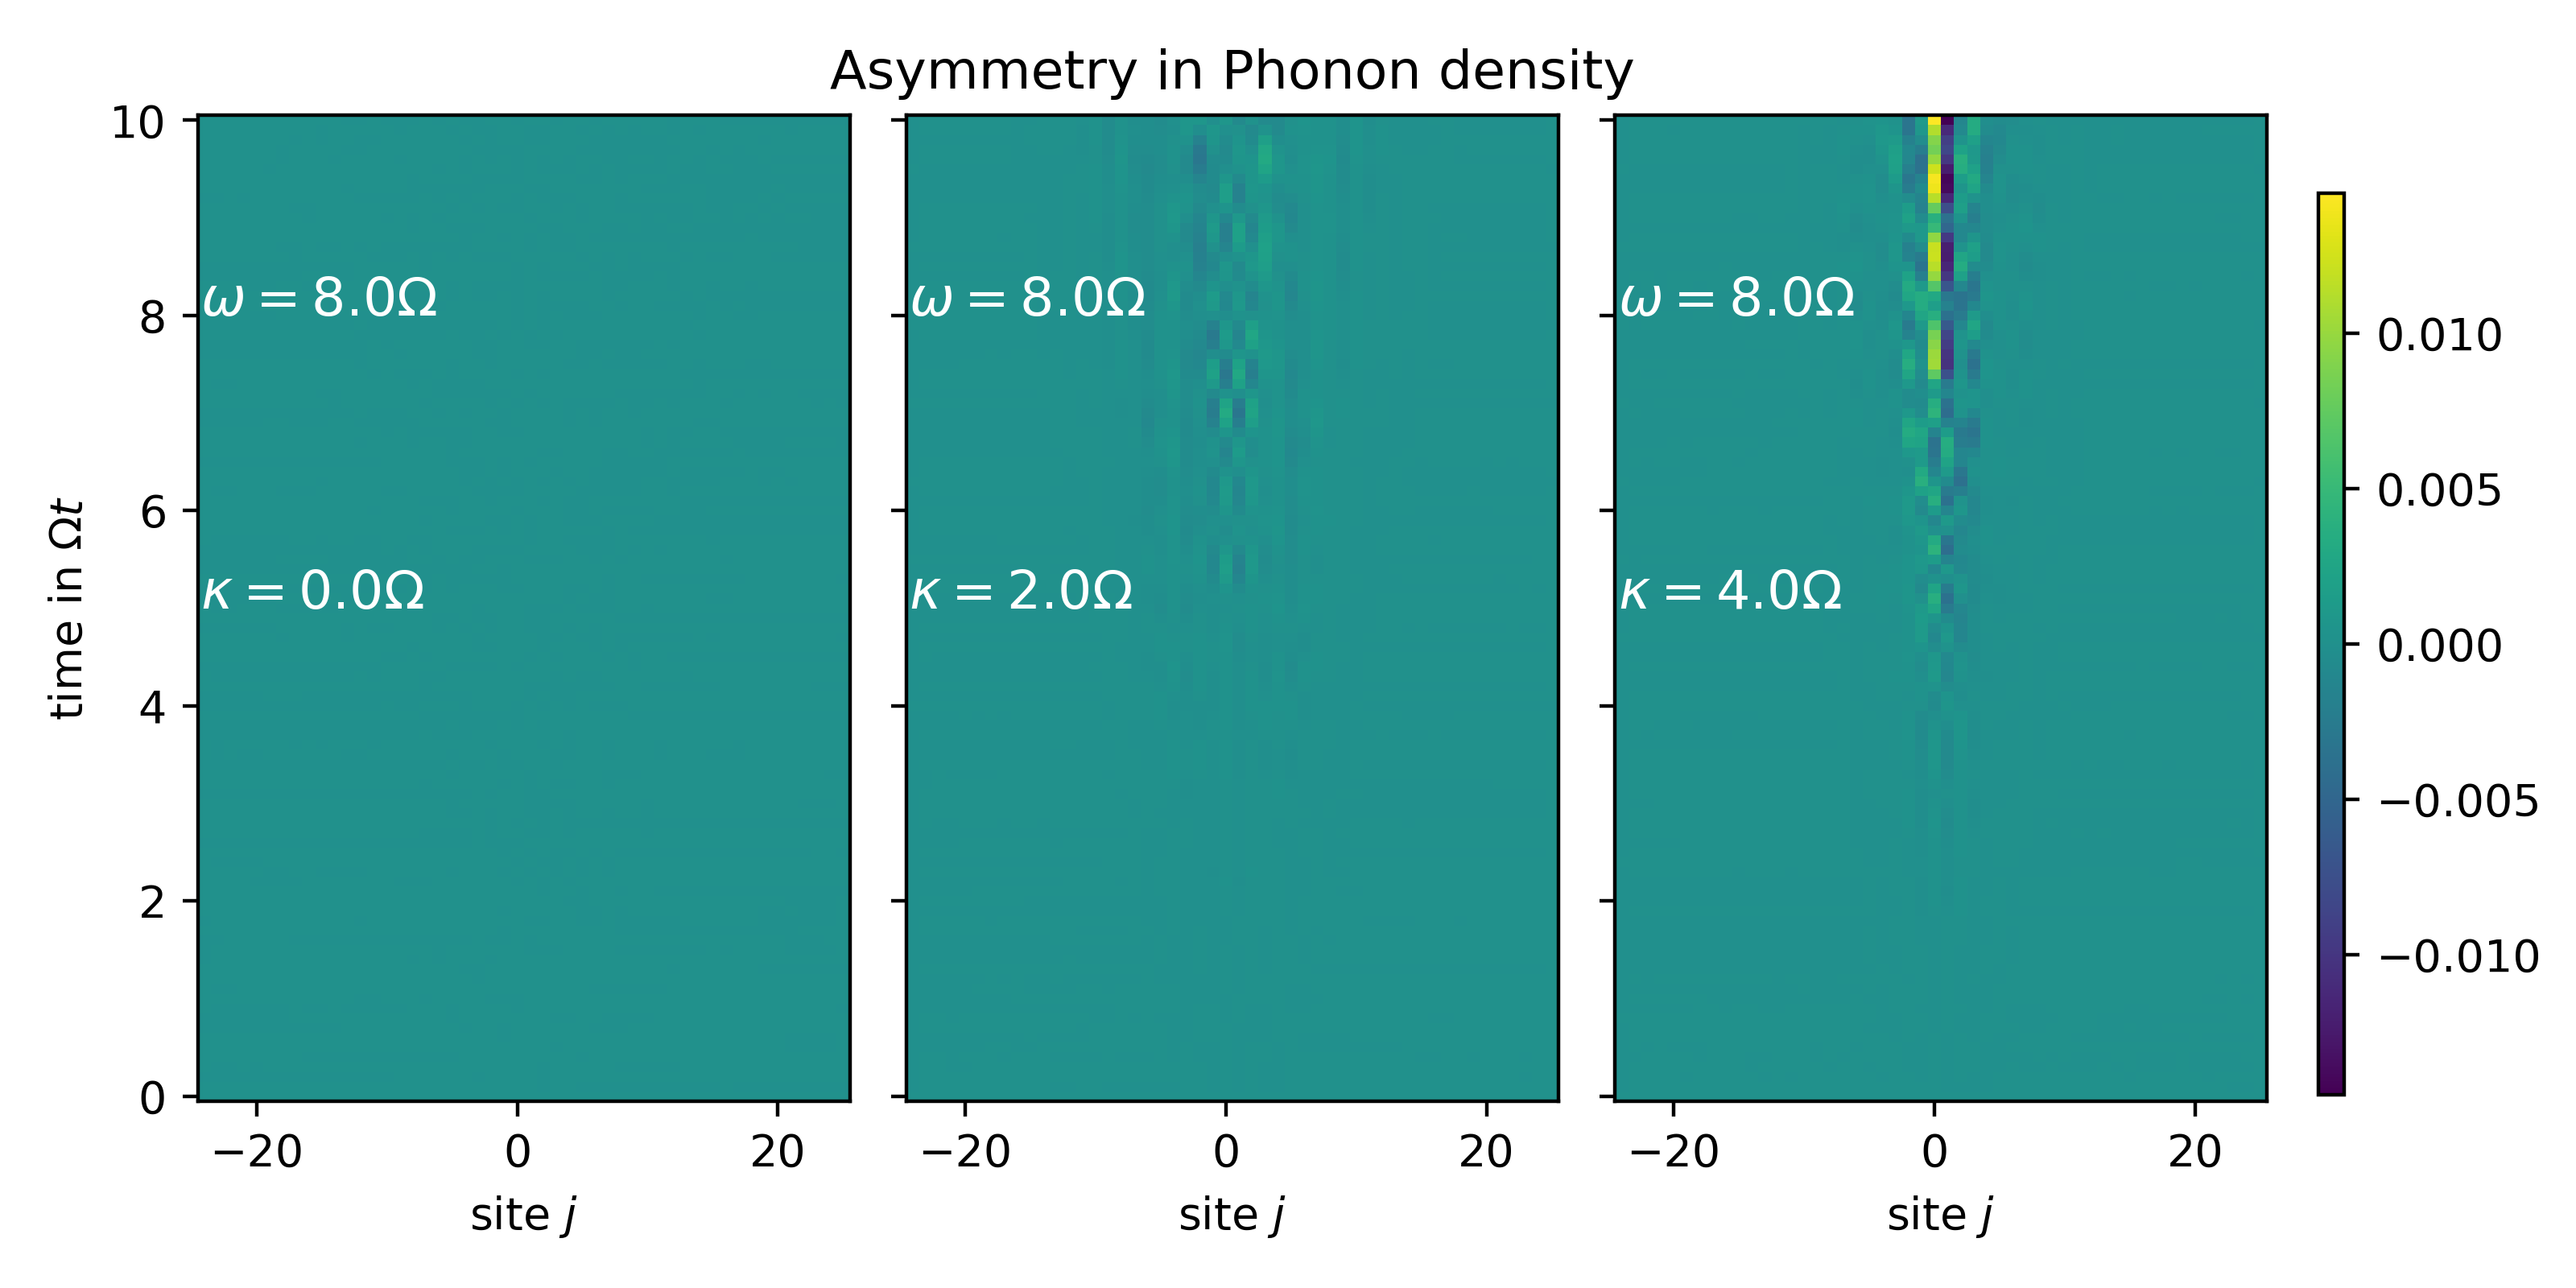 Asymmetry in Phonon density
time in Ωt
10
8
6
4
2
0
ω = 8.0Ω
κ = 0.0Ω
−20 0 20
site j
ω = 8.0Ω
κ = 2.0Ω
−20 0 20
site j
ω = 8.0Ω
κ = 4.0Ω
−20 0 20
site j
0.010
0.005
0.000
−0.005
−0.010